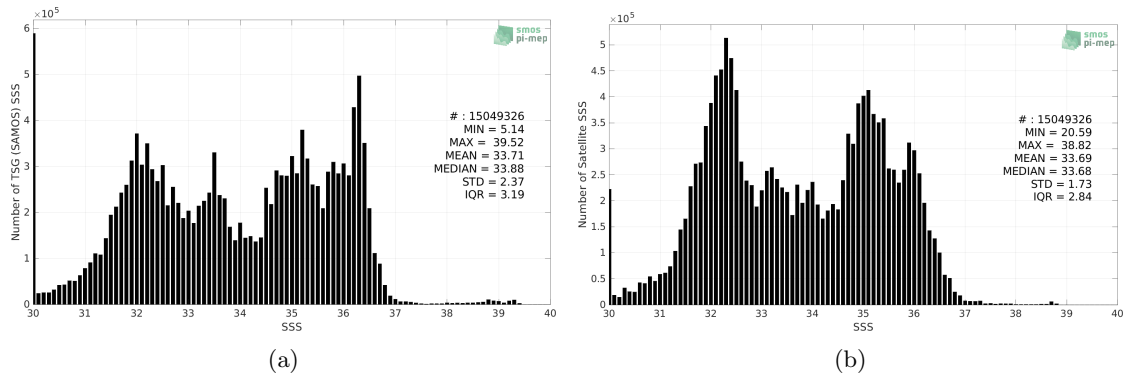 ×10⁵
smos
pi-mep
6
5
4
3
2
1
0
Number of TSG (SAMOS) SSS
# : 15049326
MIN = 5.14
MAX = 39.52
MEAN = 33.71
MEDIAN = 33.88
STD = 2.37
IQR = 3.19
30 31 32 33 34 35 36 37 38 39 40
SSS
(a)
×10⁵
smos
pi-mep
5
4.5
4
3.5
3
2.5
2
1.5
1
0.5
0
Number of Satellite SSS
# : 15049326
MIN = 20.59
MAX = 38.82
MEAN = 33.69
MEDIAN = 33.68
STD = 1.73
IQR = 2.84
30 31 32 33 34 35 36 37 38 39 40
SSS
(b)